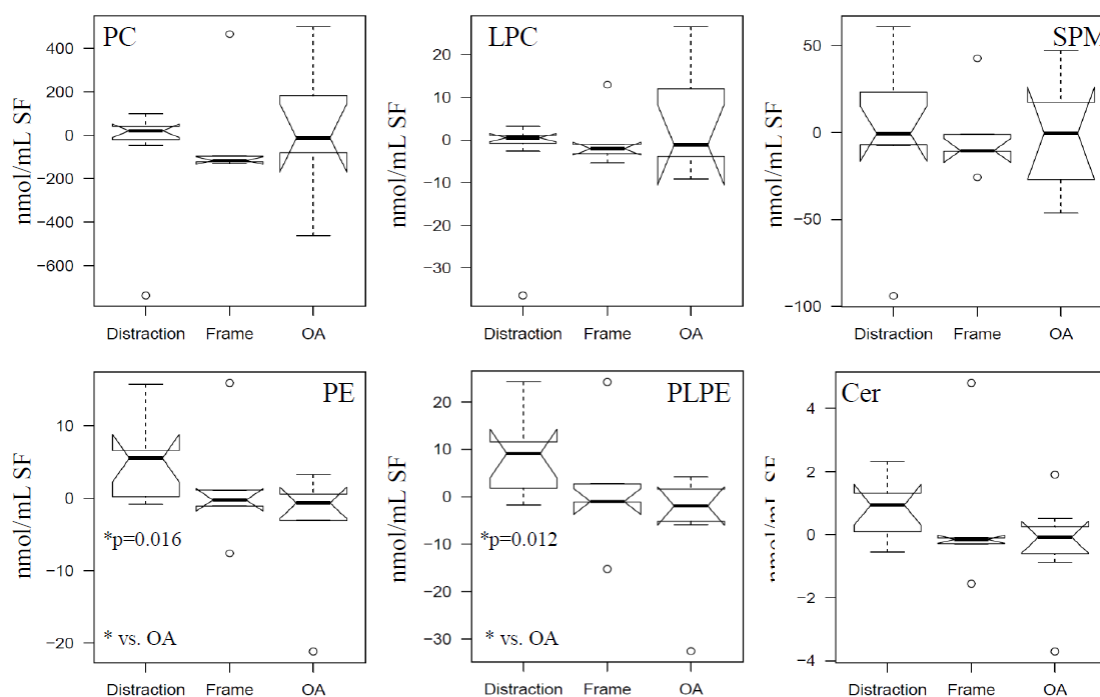 PC
nmol/mL SF
400
200
0
−200
−400
−600
Distraction Frame OA
LPC
nmol/mL SF
20
10
0
−10
−20
−30
Distraction Frame OA
SPM
nmol/mL SF
50
0
−50
−100
Distraction Frame OA
PE
nmol/mL SF
10
0
−10
−20
*p=0.016
* vs. OA
Distraction Frame OA
PLPE
nmol/mL SF
20
10
0
−10
−20
−30
*p=0.012
* vs. OA
Distraction Frame OA
Cer
nmol/mL SF
4
2
0
−2
−4
Distraction Frame OA